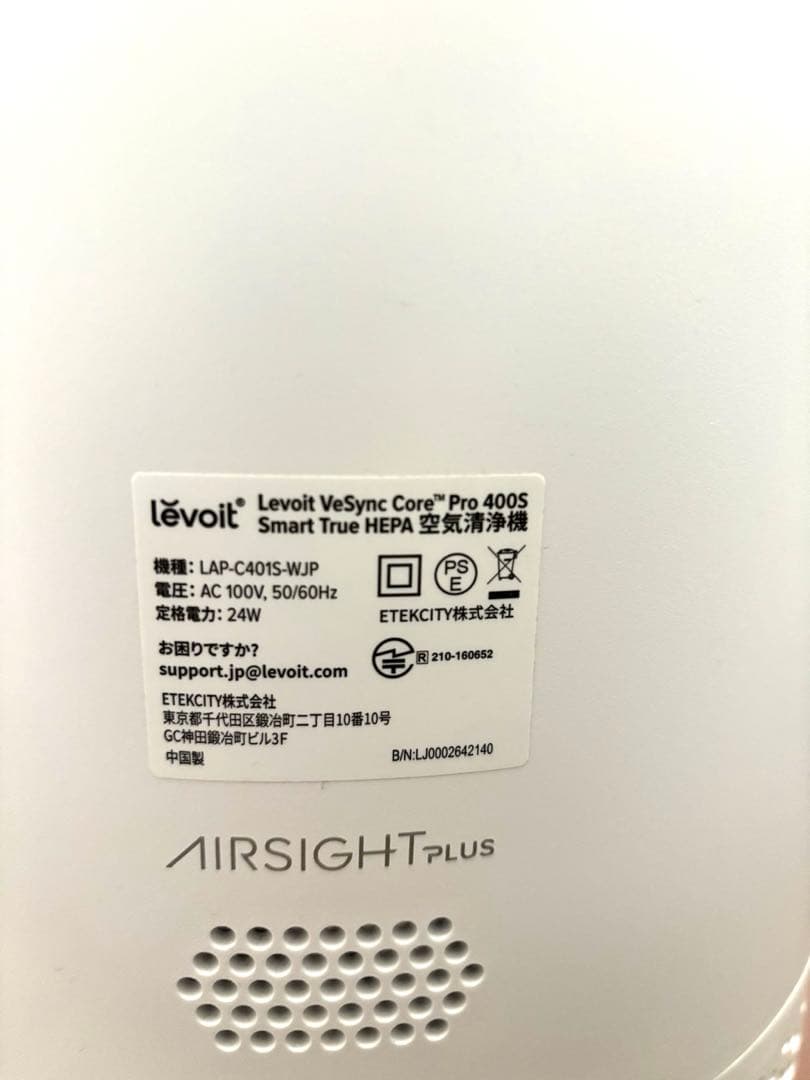 levoit® Levoit VeSync Core™ Pro 400S
Smart True HEPA 空気清浄機
機種: LAP-C401S-WJP
電圧: AC 100V, 50/60Hz
定格電力: 24W
PS
E
ETEKCITY株式会社
お困りですか?
support.jp@levoit.com
R 210-160652
ETEKCITY株式会社
東京都千代田区鍛冶町二丁目10番10号
GC神田鍛冶町ビル3F
中国製
B/N:LJ0002642140
AIRSIGHT PLUS